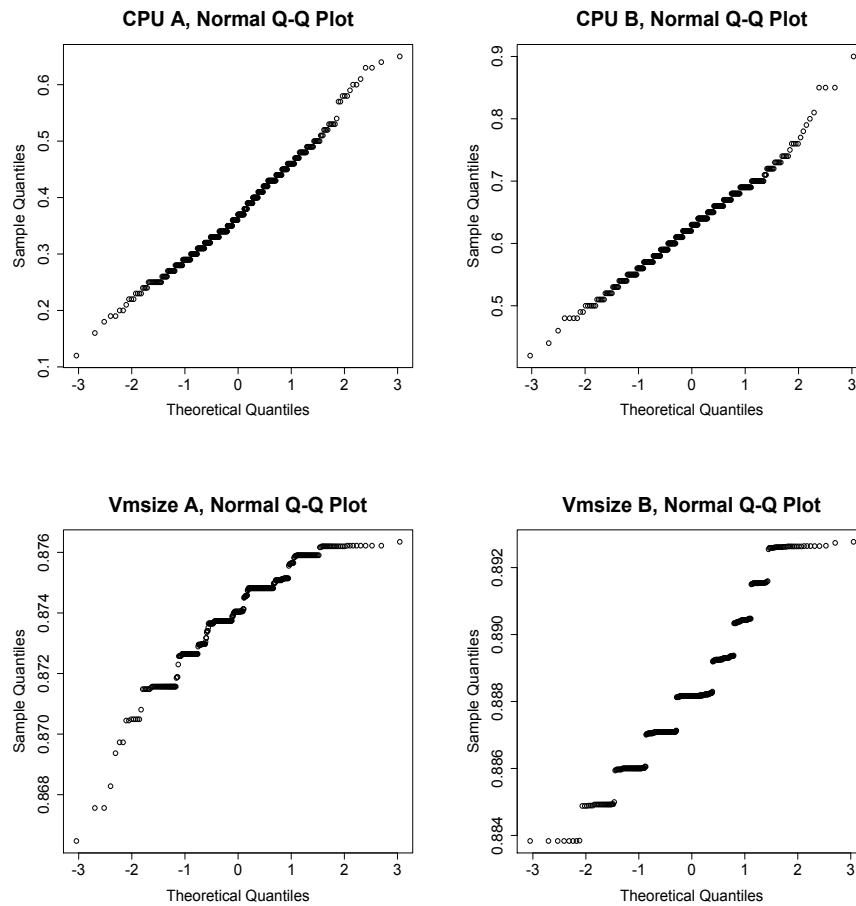 CPU A, Normal Q-Q Plot
Sample Quantiles
0.1 0.2 0.3 0.4 0.5 0.6
-3 -2 -1 0 1 2 3
Theoretical Quantiles
CPU B, Normal Q-Q Plot
Sample Quantiles
0.5 0.6 0.7 0.8 0.9
-3 -2 -1 0 1 2 3
Theoretical Quantiles
Vmsize A, Normal Q-Q Plot
Sample Quantiles
0.868 0.870 0.872 0.874 0.876
-3 -2 -1 0 1 2 3
Theoretical Quantiles
Vmsize B, Normal Q-Q Plot
Sample Quantiles
0.884 0.886 0.888 0.890 0.892
-3 -2 -1 0 1 2 3
Theoretical Quantiles